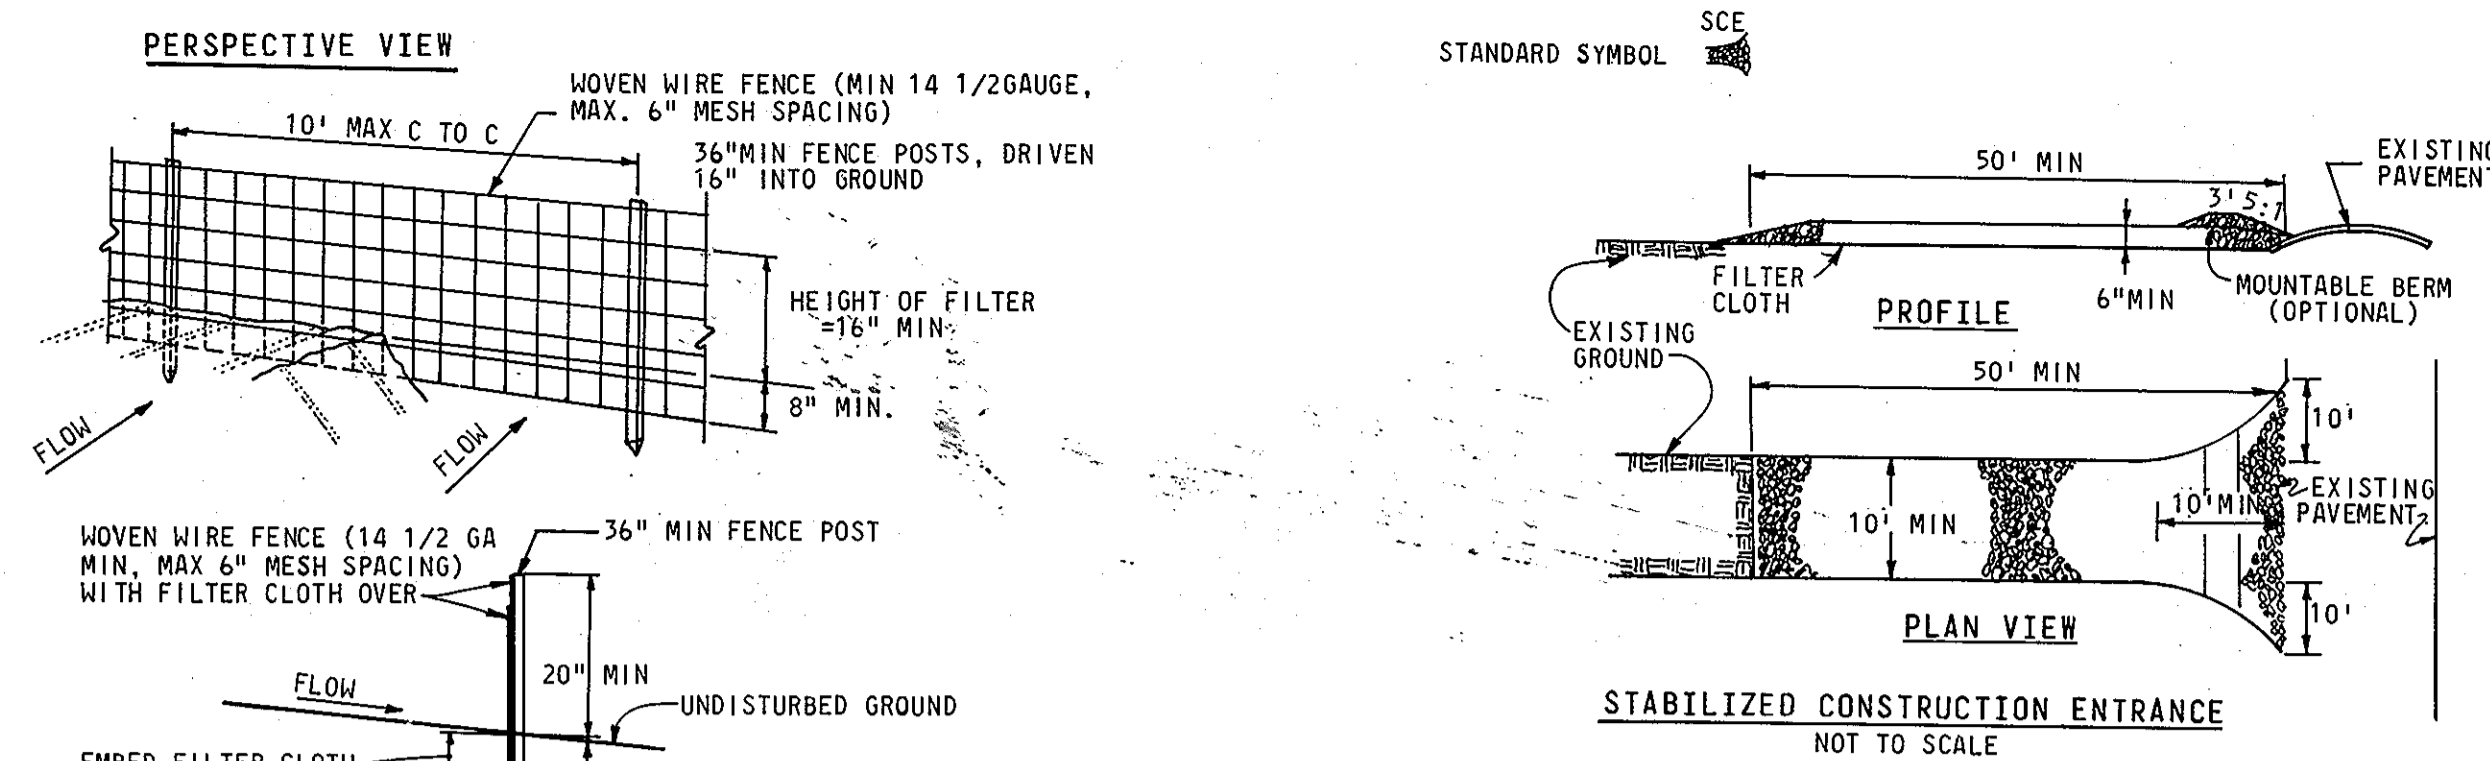 PERSPECTIVE VIEW
WOVEN WIRE FENCE (MIN 14 1/2GAUGE,
MAX. 6" MESH SPACING)
10' MAX C TO C
36"MIN FENCE POSTS, DRIVEN
16" INTO GROUND
HEIGHT OF FILTER
=16" MIN
8" MIN.
FLOW
FLOW
WOVEN WIRE FENCE (14 1/2 GA
MIN, MAX 6" MESH SPACING)
WITH FILTER CLOTH OVER
36" MIN FENCE POST
20" MIN
FLOW
UNDISTURBED GROUND
EMBED FILTER CLOTH
SCE
STANDARD SYMBOL
50' MIN
EXISTING
PAVEMENT
3' 5:1
FILTER
CLOTH
6"MIN
MOUNTABLE BERM
(OPTIONAL)
PROFILE
EXISTING
GROUND
50' MIN
10'
10' MIN
10'MIN
EXISTING
PAVEMENT
10'
PLAN VIEW
STABILIZED CONSTRUCTION ENTRANCE
NOT TO SCALE